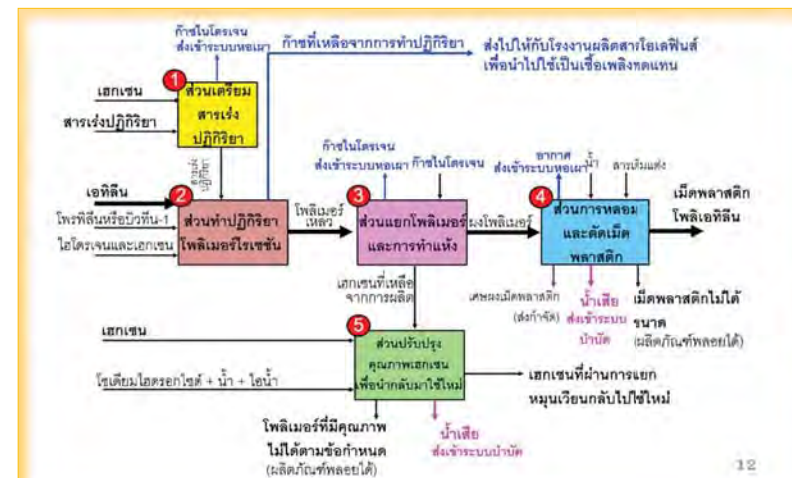 ก๊าซไนโตรเจน
ส่งเข้าระบบหอเผา
ก๊าซที่เหลือจากการทำปฏิกิริยา
ส่งไปให้กับโรงงานผลิตสารโอเลฟินส์
เพื่อนำไปใช้เป็นเชื้อเพลิงทดแทน
1
เฮกเซน
สารเร่งปฏิกิริยา
ส่วนเตรียม
สารเร่ง
ปฏิกิริยา
สารเร่ง
ปฏิกิริยา
ก๊าซไนโตรเจน
ส่งเข้าระบบหอเผา
ก๊าซไนโตรเจน
อากาศ
ส่งเข้าระบบหอเผา
น้ำ
สารเติมแต่ง
2
เอทิลีน
โพรพิลีนหรือบิวทีน-1
ไฮโดรเจนและเฮกเซน
ส่วนทำปฏิกิริยา
โพลิเมอร์ไรเซชัน
โพลิเมอร์
เหลว
3
ส่วนแยกโพลิเมอร์
และการทำแห้ง
ผงโพลิเมอร์
4
ส่วนการหลอม
และตัดเม็ด
พลาสติก
เม็ดพลาสติก
โพลิเอทิลีน
เฮกเซนที่เหลือ
จากการผลิต
เศษผงเม็ดพลาสติก
(ส่งกำจัด)
น้ำเสีย
ส่งเข้าระบบ
บำบัด
เม็ดพลาสติกไม่ได้
ขนาด
(ผลิตภัณฑ์พลอยได้)
5
เฮกเซน
โซเดียมไฮดรอกไซด์ + น้ำ + ไอน้ำ
ส่วนปรับปรุง
คุณภาพเฮกเซน
เพื่อนำกลับมาใช้ใหม่
เฮกเซนที่ผ่านการแยก
หมุนเวียนกลับไปใช้ใหม่
โพลิเมอร์ที่มีคุณภาพ
ไม่ได้ตามข้อกำหนด
(ผลิตภัณฑ์พลอยได้)
น้ำเสีย
ส่งเข้าระบบบำบัด
12